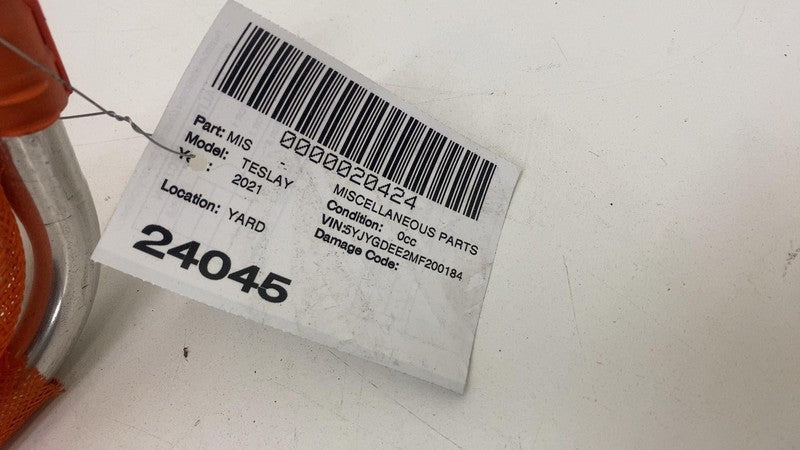 0000020424
Part: MIS - MISCELLANEOUS PARTS
Model: TESLAY Condition: 0cc
2021 VIN:5YJYGDEE2MF200184
Location: YARD Damage Code:
24045